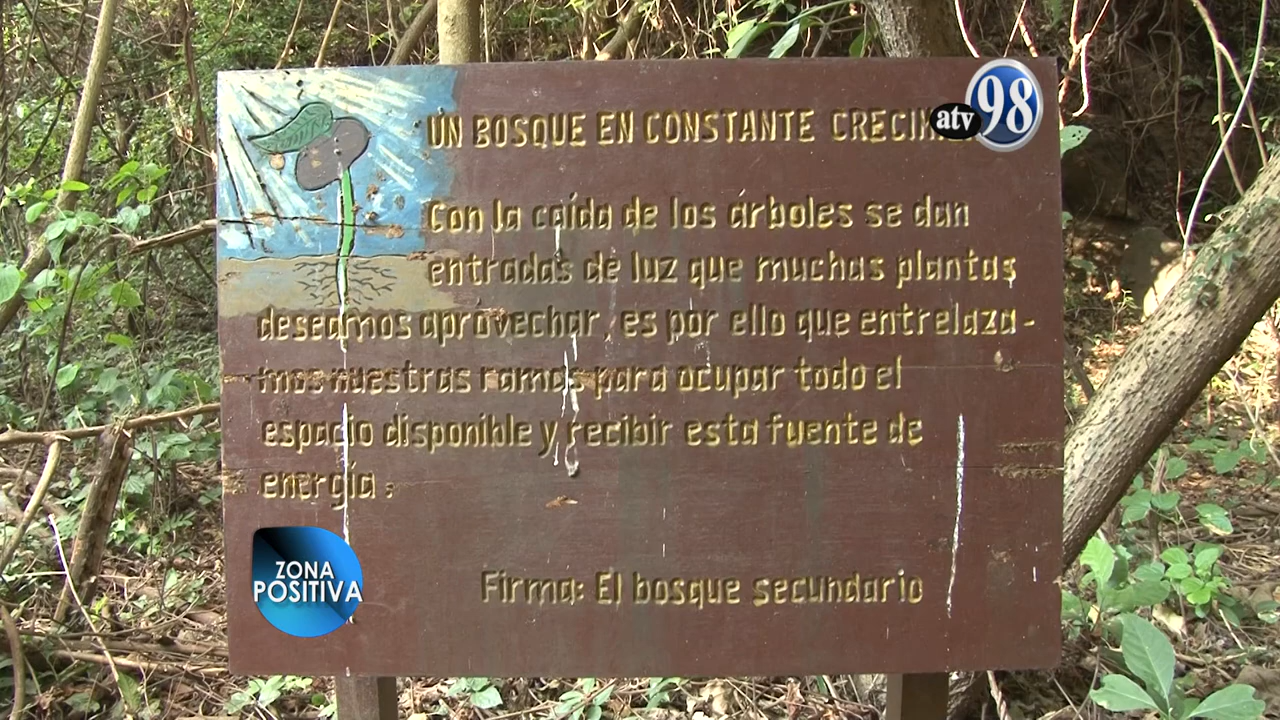 UN BOSQUE EN CONSTANTE
atv 98
Con la caída de los árboles se dan
entradas de luz que muchas plantas
deseamos aprovechar, es por ello que entrelaza-
mos nuestras ramas para ocupar todo el
espacio disponible y recibir esta fuente de
energía.
ZONA
POSITIVA
Firma: El bosque secundario